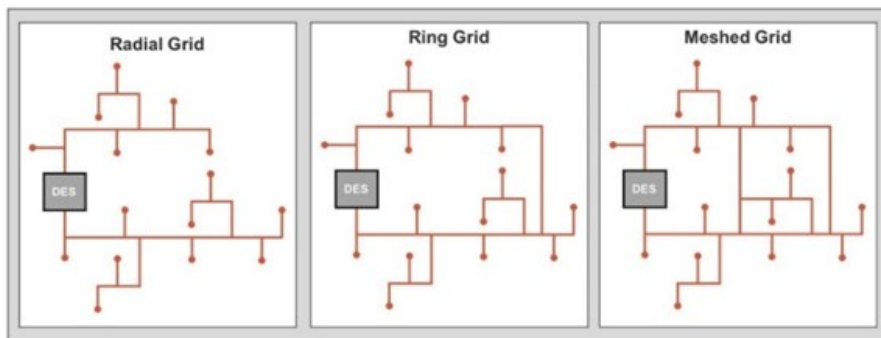 Radial Grid
Ring Grid
Meshed Grid
DES
DES
DES